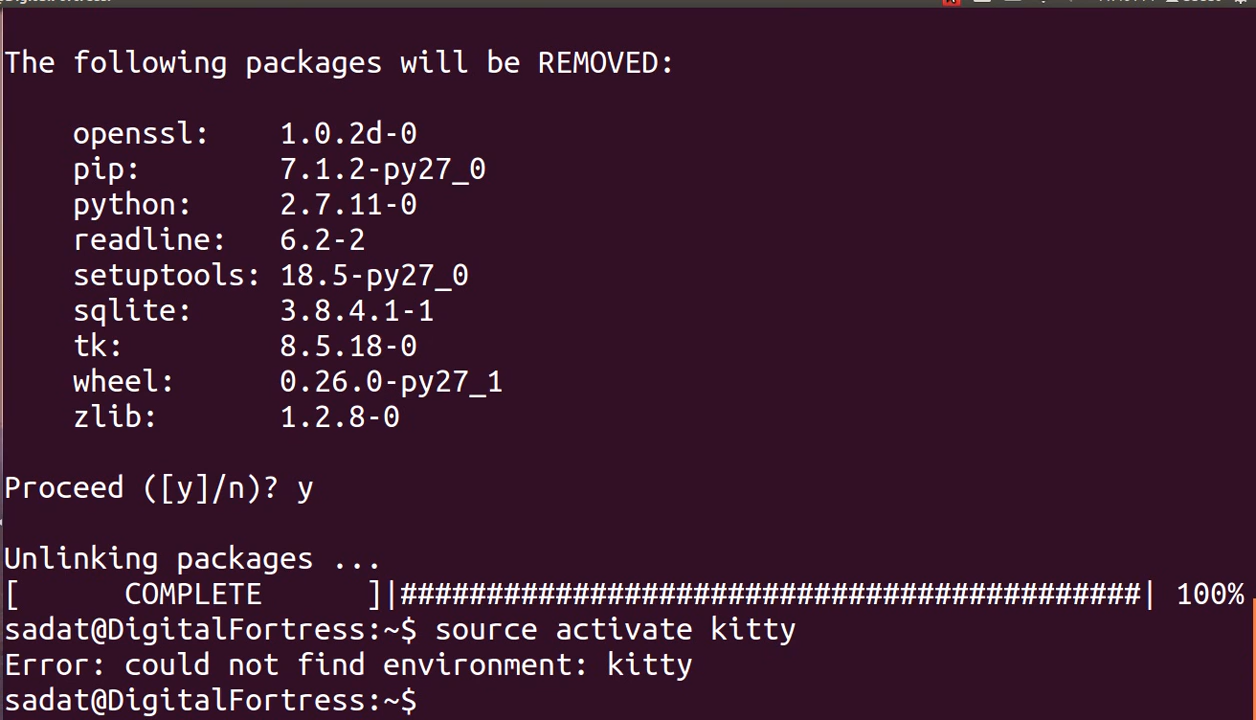 The following packages will be REMOVED:
openssl: 1.0.2d-0
pip: 7.1.2-py27_0
python: 2.7.11-0
readline: 6.2-2
setuptools: 18.5-py27_0
sqlite: 3.8.4.1-1
tk: 8.5.18-0
wheel: 0.26.0-py27_1
zlib: 1.2.8-0
Proceed ([y]/n)? y
Unlinking packages ...
[ COMPLETE ]|###########################################| 100%
sadat@DigitalFortress:~$ source activate kitty
Error: could not find environment: kitty
sadat@DigitalFortress:~$